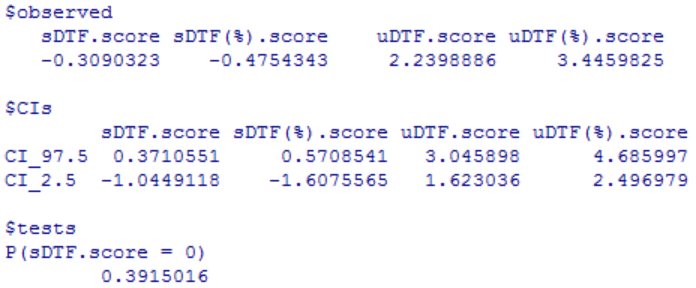 $observed
sDTF.score sDTF(%).score uDTF.score uDTF(%).score
-0.3090323 -0.4754343 2.2398886 3.4459825
$CIs
sDTF.score sDTF(%).score uDTF.score uDTF(%).score
CI_97.5 0.3710551 0.5708541 3.045898 4.685997
CI_2.5 -1.0449118 -1.6075565 1.623036 2.496979
$tests
P(sDTF.score = 0)
0.3915016